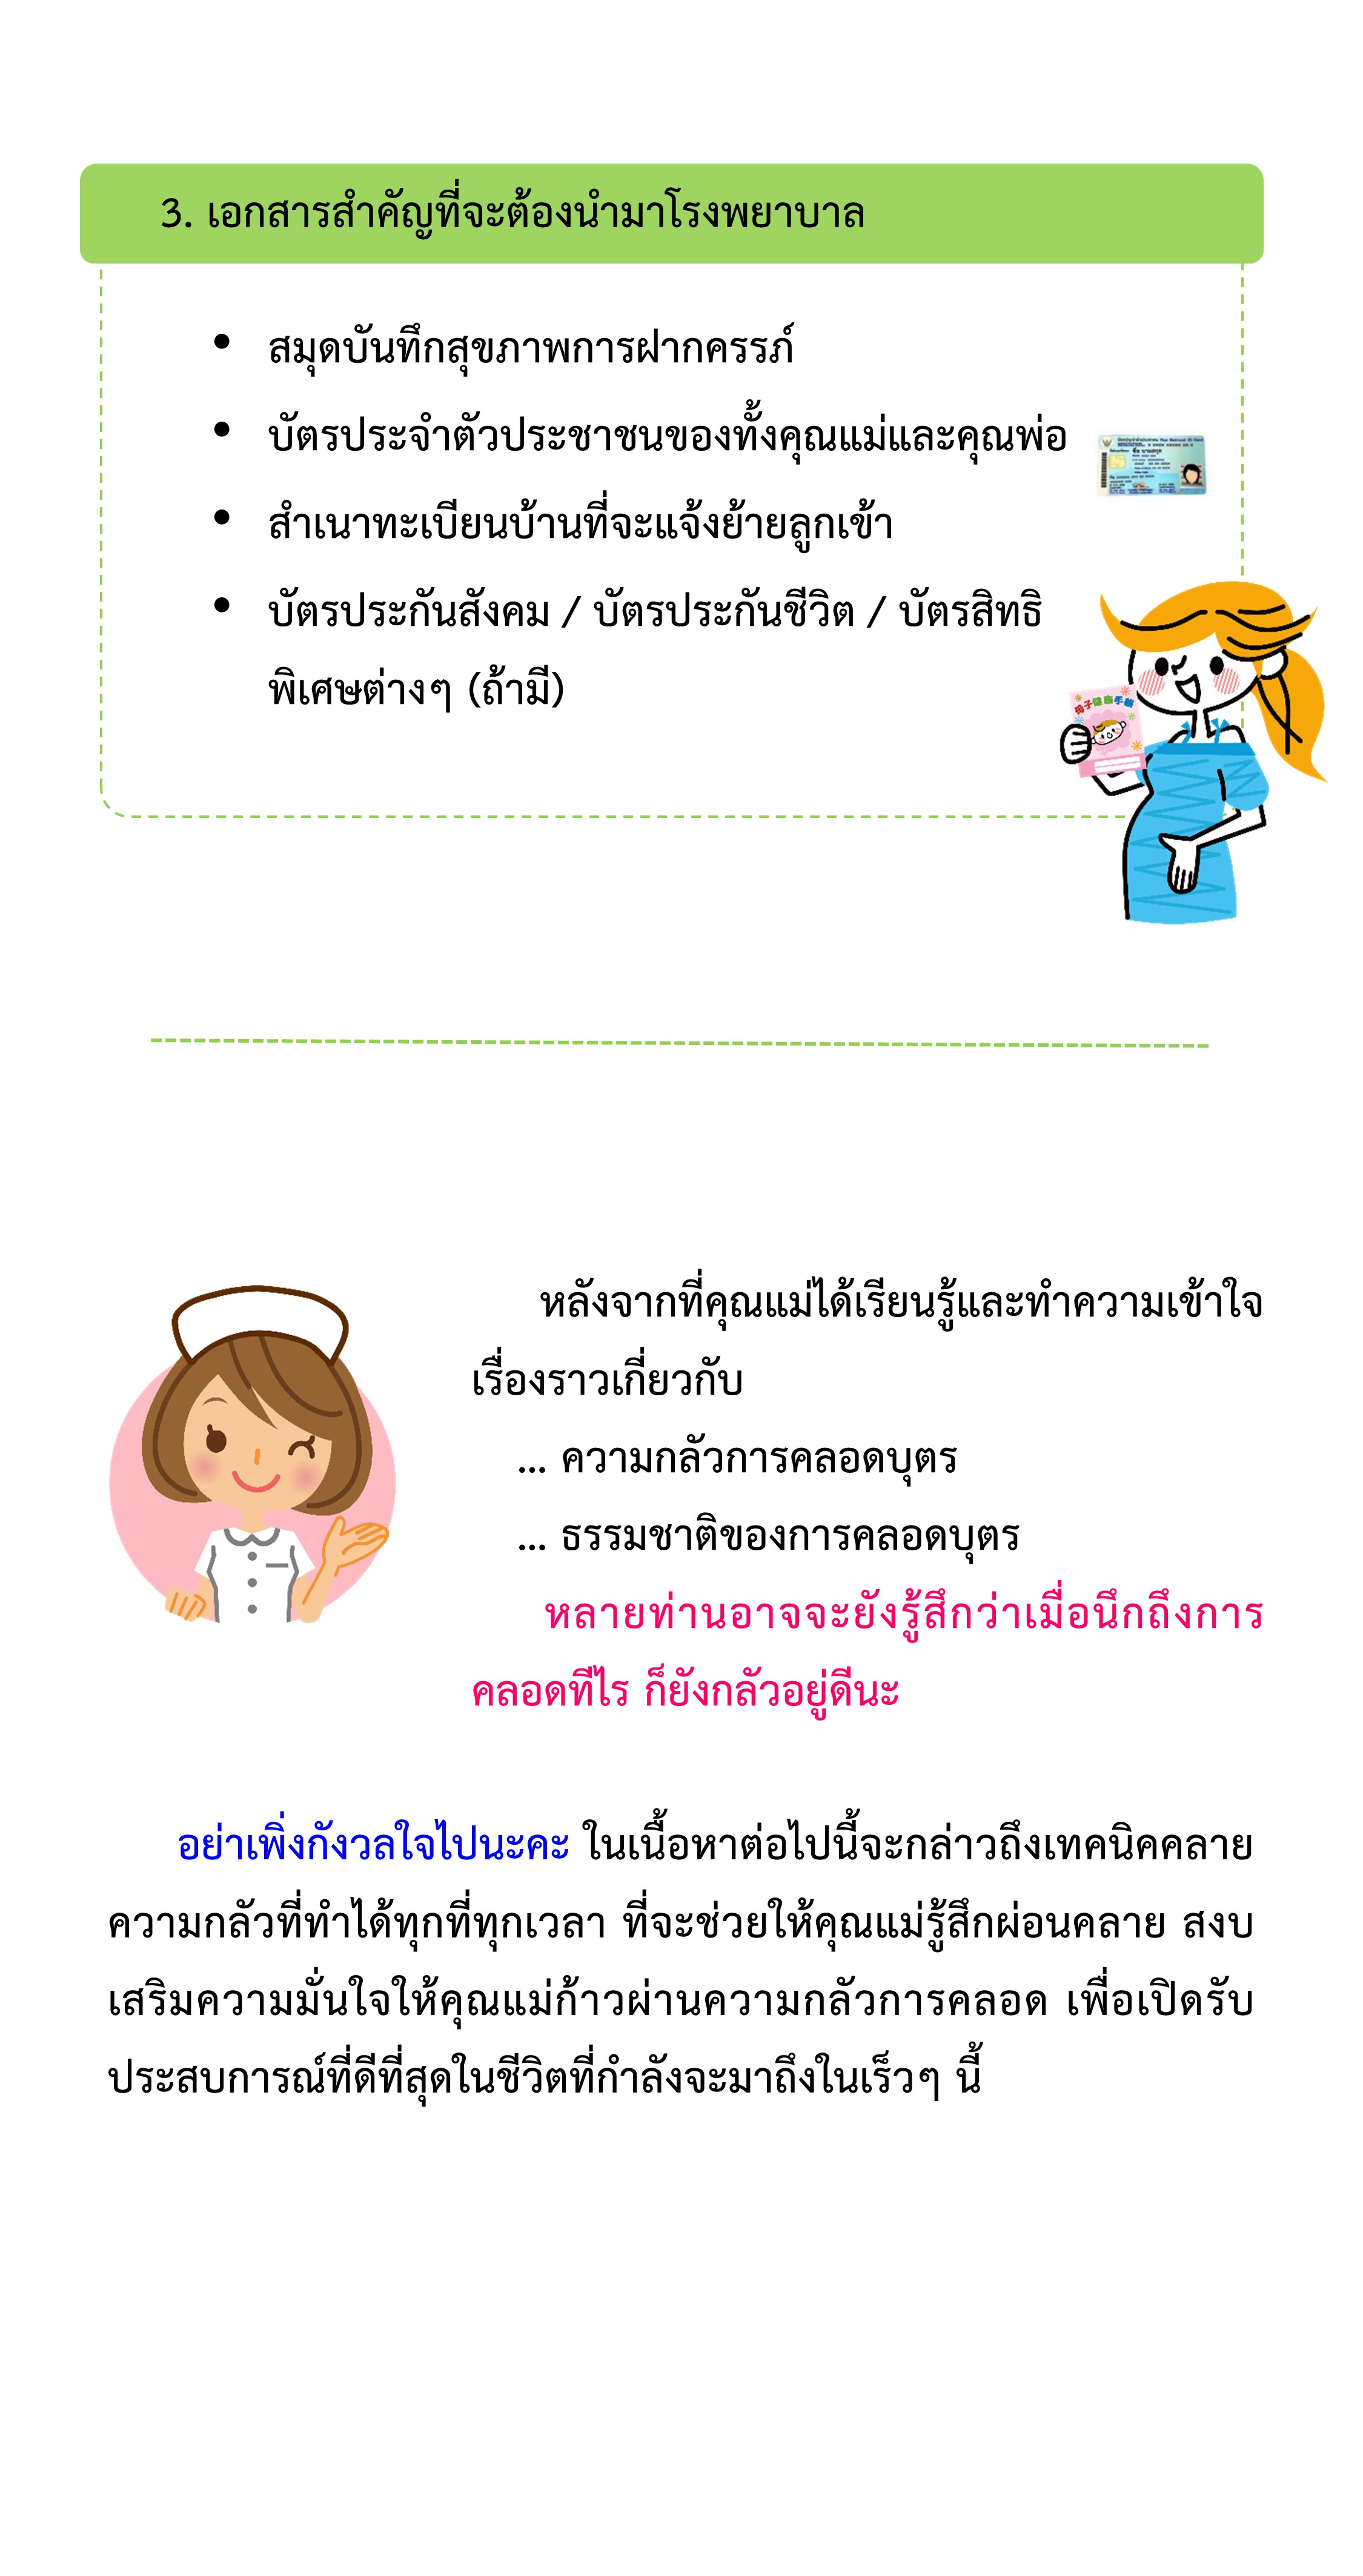 3. เอกสารสำคัญที่จะต้องนำมาโรงพยาบาล
• สมุดบันทึกสุขภาพการฝากครรภ์
• บัตรประจำตัวประชาชนของทั้งคุณแม่และคุณพ่อ
• สำเนาทะเบียนบ้านที่จะแจ้งย้ายลูกเข้า
• บัตรประกันสังคม / บัตรประกันชีวิต / บัตรสิทธิ
พิเศษต่างๆ (ถ้ามี)
母子健康手帳
หลังจากที่คุณแม่ได้เรียนรู้และทำความเข้าใจ
เรื่องราวเกี่ยวกับ
... ความกลัวการคลอดบุตร
... ธรรมชาติของการคลอดบุตร
หลายท่านอาจจะยังรู้สึกว่าเมื่อนึกถึงการ
คลอดทีไร ก็ยังกลัวอยู่ดีนะ
อย่าเพิ่งกังวลใจไปนะคะ ในเนื้อหาต่อไปนี้จะกล่าวถึงเทคนิคคลาย
ความกลัวที่ทำได้ทุกที่ทุกเวลา ที่จะช่วยให้คุณแม่รู้สึกผ่อนคลาย สงบ
เสริมความมั่นใจให้คุณแม่ก้าวผ่านความกลัวการคลอด เพื่อเปิดรับ
ประสบการณ์ที่ดีที่สุดในชีวิตที่กำลังจะมาถึงในเร็วๆ นี้